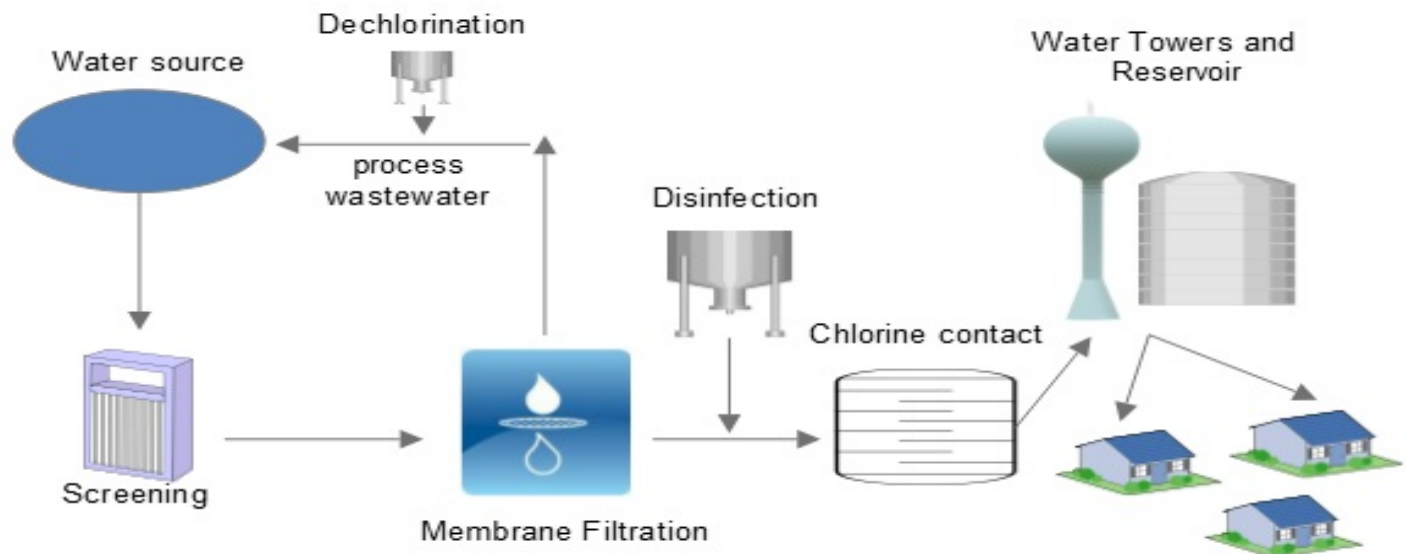 Dechlorination
Water source
process
wastewater
Water Towers and
Reservoir
Disinfection
Chlorine contact
Screening
Membrane Filtration